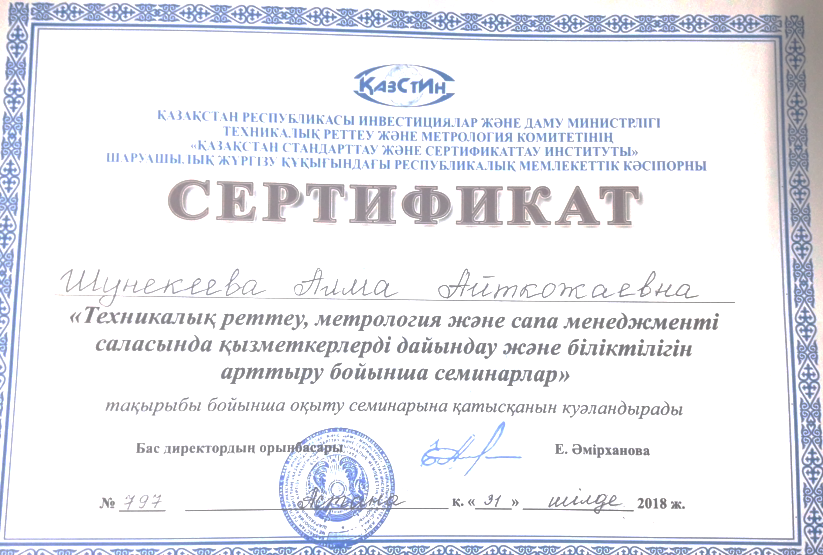 ҚАЗСТИН
ҚАЗАҚСТАН РЕСПУБЛИКАСЫ ИНВЕСТИЦИЯЛАР ЖӘНЕ ДАМУ МИНИСТРЛІГІ
ТЕХНИКАЛЫҚ РЕТТЕУ ЖӘНЕ МЕТРОЛОГИЯ КОМИТЕТІНІҢ
«ҚАЗАҚСТАН СТАНДАРТТАУ ЖӘНЕ СЕРТИФИКАТТАУ ИНСТИТУТЫ»
ШАРУАШЫЛЫҚ ЖҮРГІЗУ ҚҰҚЫҒЫНДАҒЫ РЕСПУБЛИКАЛЫҚ МЕМЛЕКЕТТІК КӘСІПОРНЫ
СЕРТИФИКАТ
Шунекеева Алма Айткожаевна
«Техникалық реттеу, метрология және сапа менеджменті
саласында қызметкерлерді дайындау және біліктілігін
арттыру бойынша семинарлар»
тақырыбы бойынша оқыту семинарына қатысқанын куәландырады
Бас директордың орынбасары Е. Әмірханова
№ 797 Астана қ. «31» шілде 2018 ж.